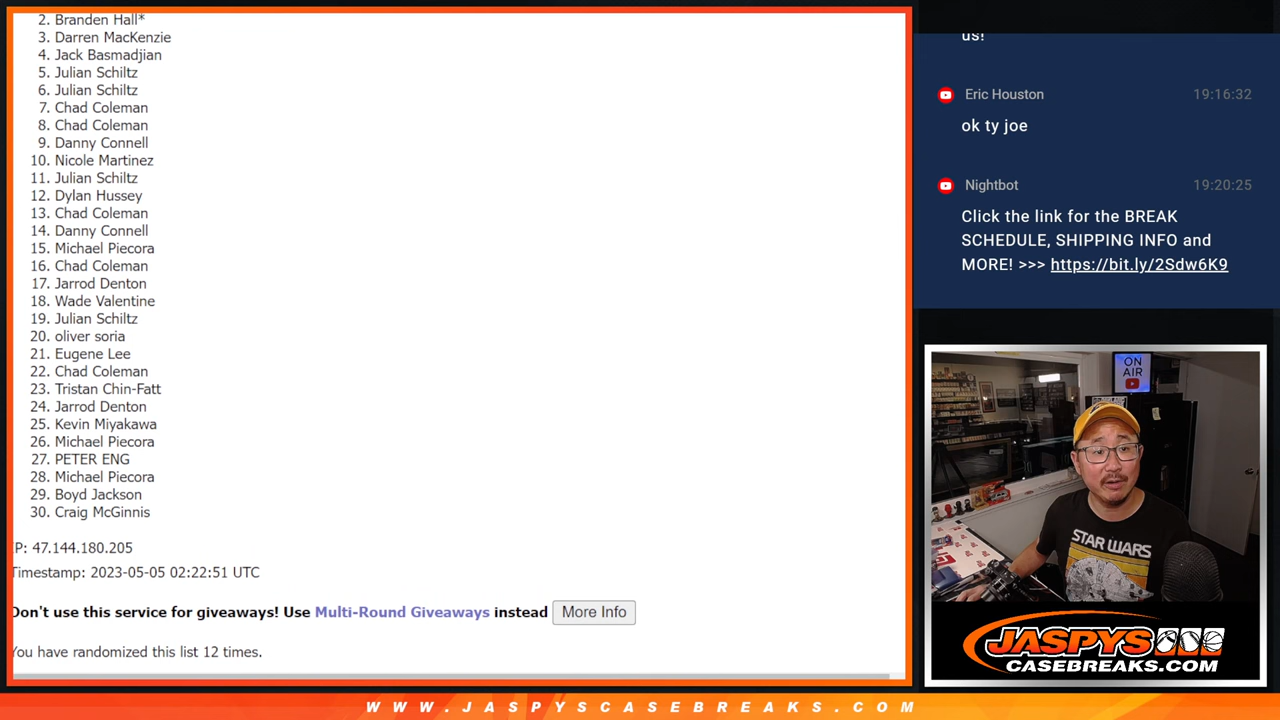 2. Branden Hall*
3. Darren MacKenzie
4. Jack Basmadjian
5. Julian Schiltz
6. Julian Schiltz
7. Chad Coleman
8. Chad Coleman
9. Danny Connell
10. Nicole Martinez
11. Julian Schiltz
12. Dylan Hussey
13. Chad Coleman
14. Danny Connell
15. Michael Piecora
16. Chad Coleman
17. Jarrod Denton
18. Wade Valentine
19. Julian Schiltz
20. oliver soria
21. Eugene Lee
22. Chad Coleman
23. Tristan Chin-Fatt
24. Jarrod Denton
25. Kevin Miyakawa
26. Michael Piecora
27. PETER ENG
28. Michael Piecora
29. Boyd Jackson
30. Craig McGinnis
IP: 47.144.180.205
Timestamp: 2023-05-05 02:22:51 UTC
Don't use this service for giveaways! Use Multi-Round Giveaways instead More Info
You have randomized this list 12 times.
us!
Eric Houston 19:16:32
ok ty joe
Nightbot 19:20:25
Click the link for the BREAK
SCHEDULE, SHIPPING INFO and
MORE! >>> https://bit.ly/2Sdw6K9
ON
AIR
STAR WARS
JASPYS
CASEBREAKS.COM
WWW.JASPYSCASEBREAKS.COM